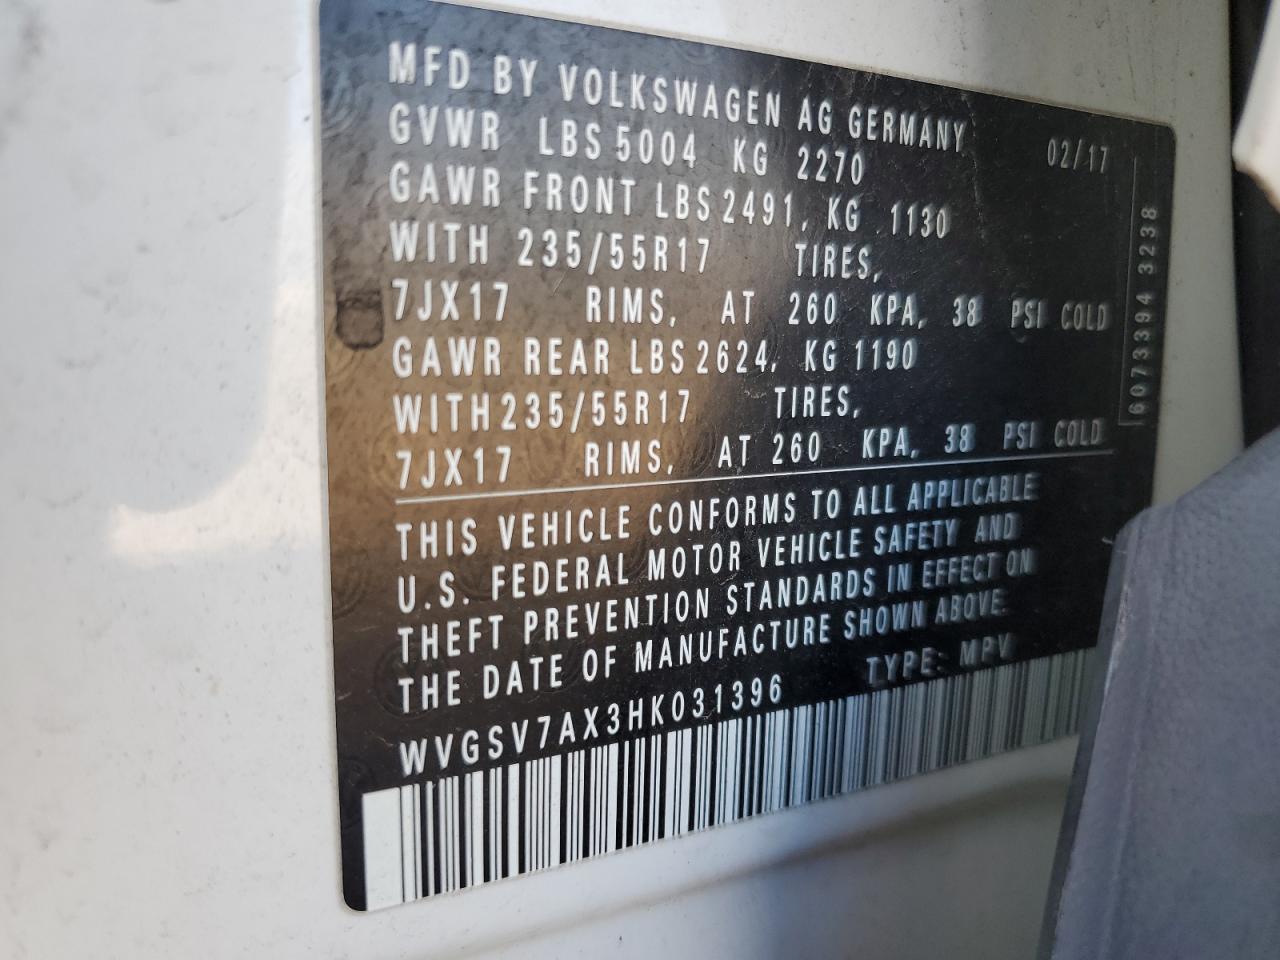 MFD BY VOLKSWAGEN AG GERMANY 02/17
GVWR LBS 5004 KG 2270
GAWR FRONT LBS 2491, KG 1130
WITH 235/55R17 TIRES,
7JX17 RIMS, AT 260 KPA, 38 PSI COLD
GAWR REAR LBS 2624, KG 1190
WITH 235/55R17 TIRES,
7JX17 RIMS, AT 260 KPA, 38 PSI COLD
THIS VEHICLE CONFORMS TO ALL APPLICABLE
U.S. FEDERAL MOTOR VEHICLE SAFETY AND
THEFT PREVENTION STANDARDS IN EFFECT ON
THE DATE OF MANUFACTURE SHOWN ABOVE.
WVGSV7AX3HK031396 TYPE: MPV
6073394 3238